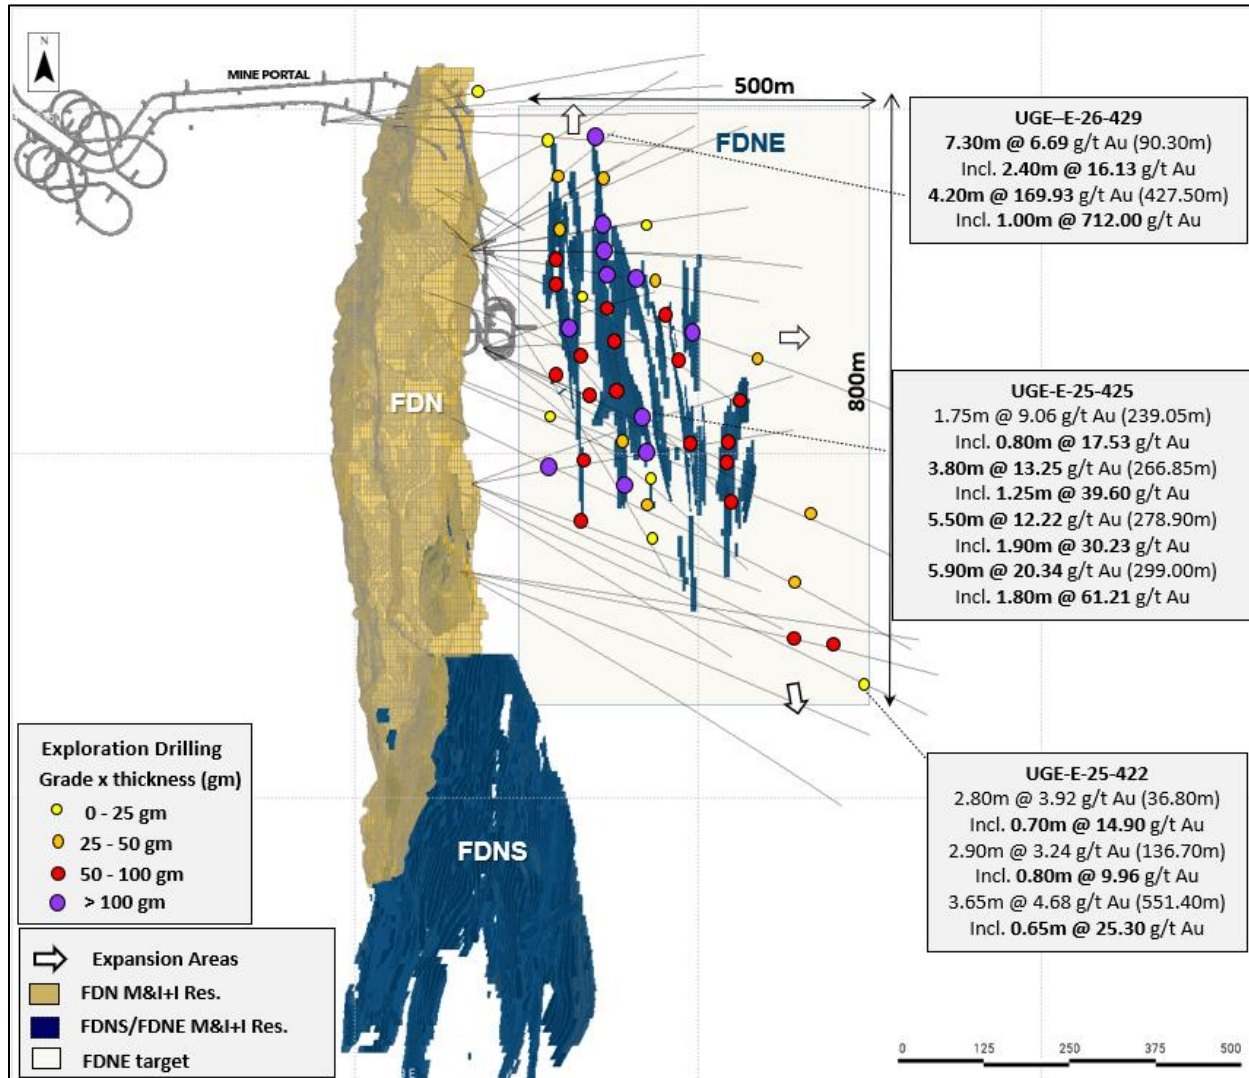 N
MINE PORTAL
500m
FDNE
800m
FDN
FDNS
UGE–E-26-429
7.30m @ 6.69 g/t Au (90.30m)
Incl. 2.40m @ 16.13 g/t Au
4.20m @ 169.93 g/t Au (427.50m)
Incl. 1.00m @ 712.00 g/t Au
UGE-E-25-425
1.75m @ 9.06 g/t Au (239.05m)
Incl. 0.80m @ 17.53 g/t Au
3.80m @ 13.25 g/t Au (266.85m)
Incl. 1.25m @ 39.60 g/t Au
5.50m @ 12.22 g/t Au (278.90m)
Incl. 1.90m @ 30.23 g/t Au
5.90m @ 20.34 g/t Au (299.00m)
Incl. 1.80m @ 61.21 g/t Au
UGE-E-25-422
2.80m @ 3.92 g/t Au (36.80m)
Incl. 0.70m @ 14.90 g/t Au
2.90m @ 3.24 g/t Au (136.70m)
Incl. 0.80m @ 9.96 g/t Au
3.65m @ 4.68 g/t Au (551.40m)
Incl. 0.65m @ 25.30 g/t Au
Exploration Drilling
Grade x thickness (gm)
0 - 25 gm
25 - 50 gm
50 - 100 gm
> 100 gm
Expansion Areas
FDN M&I+I Res.
FDNS/FDNE M&I+I Res.
FDNE target
0 125 250 375 500